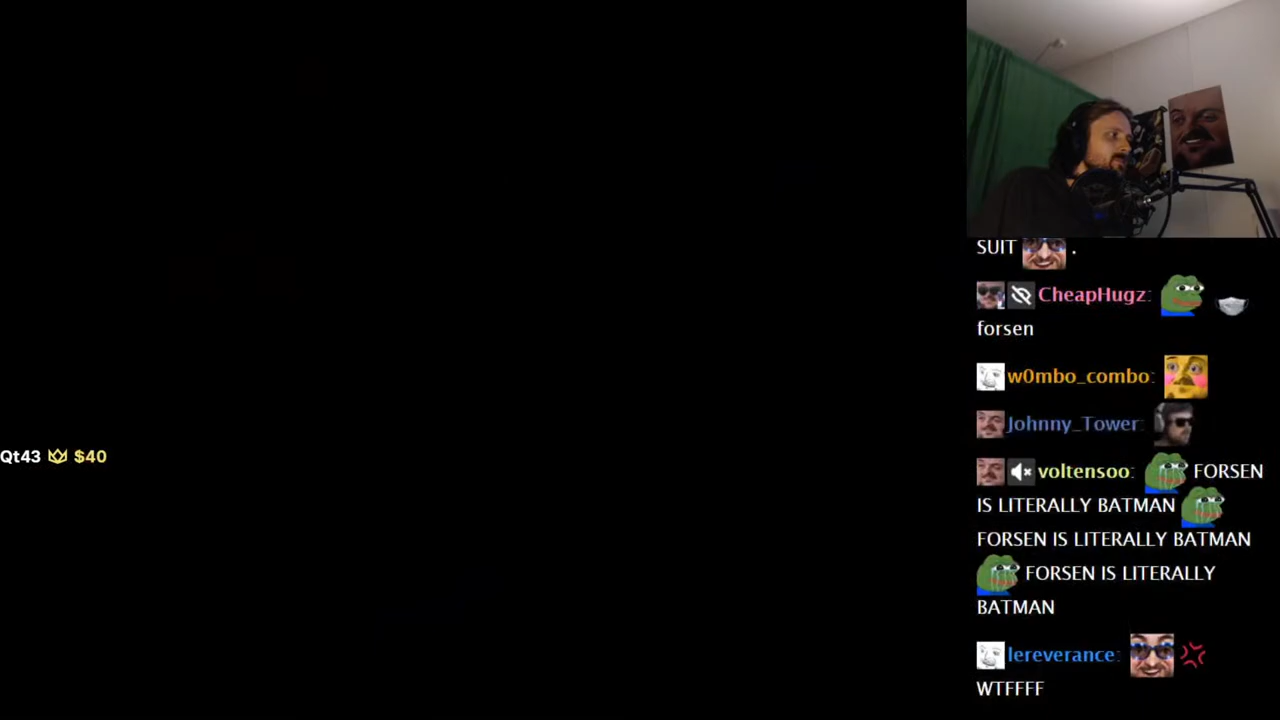 SUIT .
CheapHugz:
forsen
w0mbo_combo:
Johnny_Tower:
Qt43 $40
voltensoo: FORSEN
IS LITERALLY BATMAN
FORSEN IS LITERALLY BATMAN
FORSEN IS LITERALLY
BATMAN
lereverance:
WTFFFF